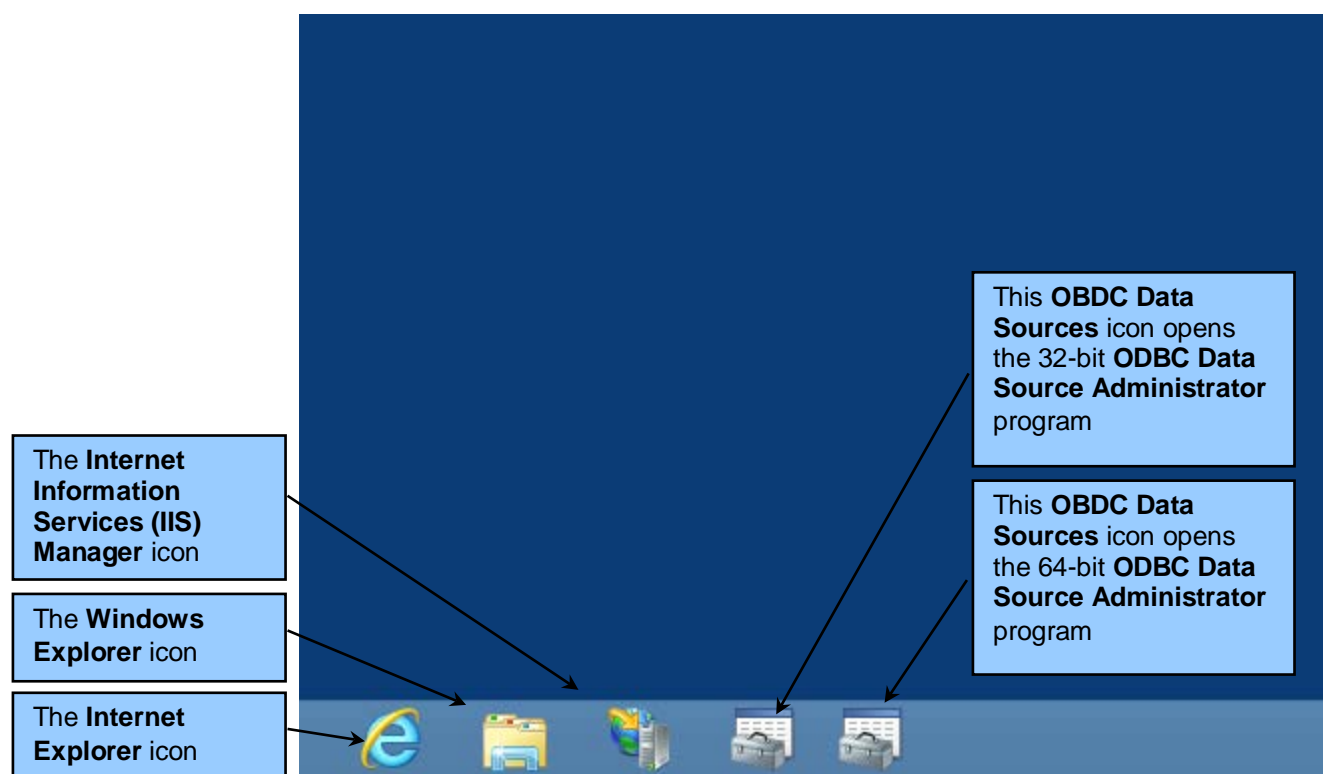 This OBDC Data
Sources icon opens
the 32-bit ODBC Data
Source Administrator
program
The Internet
Information
Services (IIS)
Manager icon
This OBDC Data
Sources icon opens
the 64-bit ODBC Data
Source Administrator
program
The Windows
Explorer icon
The Internet
Explorer icon